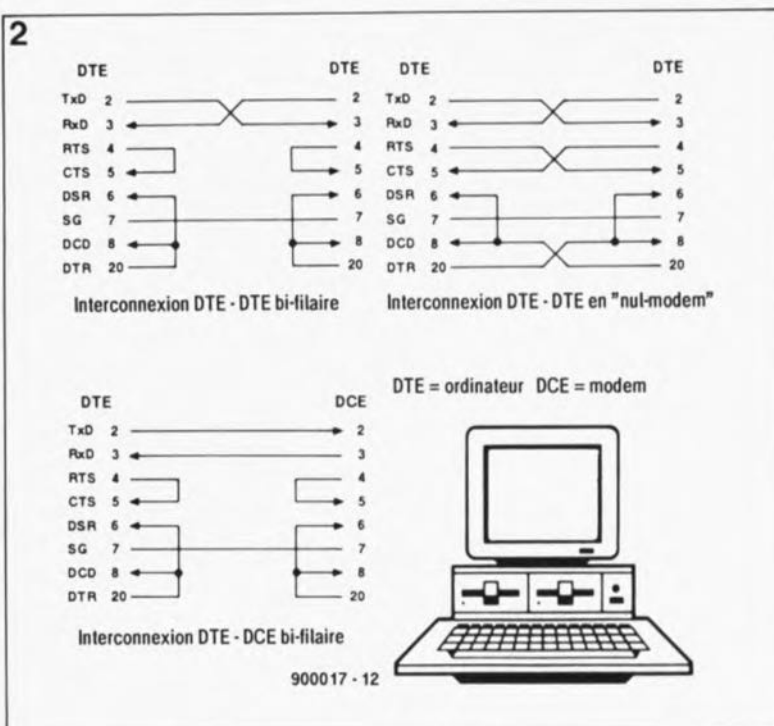 2
DTE DTE
TxD 2 2
RxD 3 3
RTS 4 4
CTS 5 5
DSR 6 6
SG 7 7
DCD 8 8
DTR 20 20
Interconnexion DTE - DTE bi-filaire
DTE DTE
TxD 2 2
RxD 3 3
RTS 4 4
CTS 5 5
DSR 6 6
SG 7 7
DCD 8 8
DTR 20 20
Interconnexion DTE - DTE en "nul-modem"
DTE DCE
TxD 2 2
RxD 3 3
RTS 4 4
CTS 5 5
DSR 6 6
SG 7 7
DCD 8 8
DTR 20 20
Interconnexion DTE - DCE bi-filaire
DTE = ordinateur DCE = modem
900017 - 12